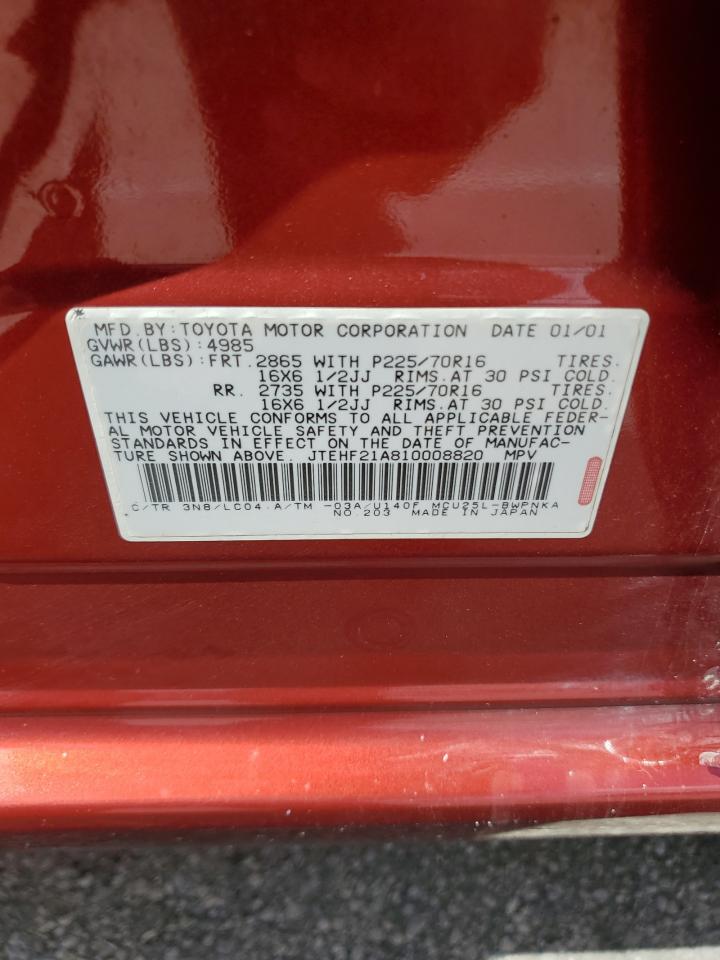 MFD. BY: TOYOTA MOTOR CORPORATION DATE 01/01
GVWR(LBS):4985
GAWR(LBS):FRT. 2865 WITH P225/70R16 TIRES.
16X6 1/2JJ RIMS.AT 30 PSI COLD.
RR. 2735 WITH P225/70R16 TIRES.
16X6 1/2JJ RIMS.AT 30 PSI COLD.
THIS VEHICLE CONFORMS TO ALL APPLICABLE FEDER-
AL MOTOR VEHICLE SAFETY AND THEFT PREVENTION
STANDARDS IN EFFECT ON THE DATE OF MANUFAC-
TURE SHOWN ABOVE. JTEHF21A810008820 MPV
C/TR 3N8/LC04 A/TM -03A/U140F MCU25L-BWPNKA
NO.203 MADE IN JAPAN